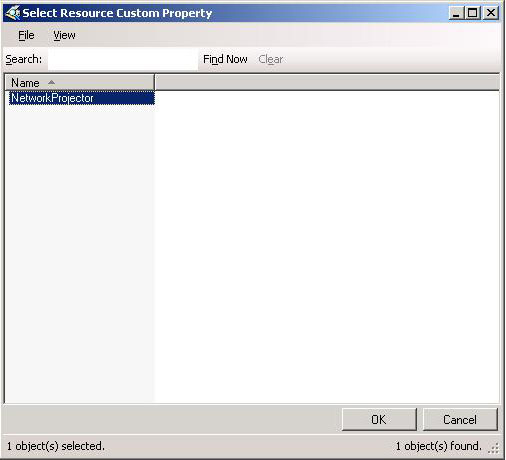 Select Resource Custom Property
File View
Search: Find Now Clear
Name
NetworkProjector
OK Cancel
1 object(s) selected. 1 object(s) found.